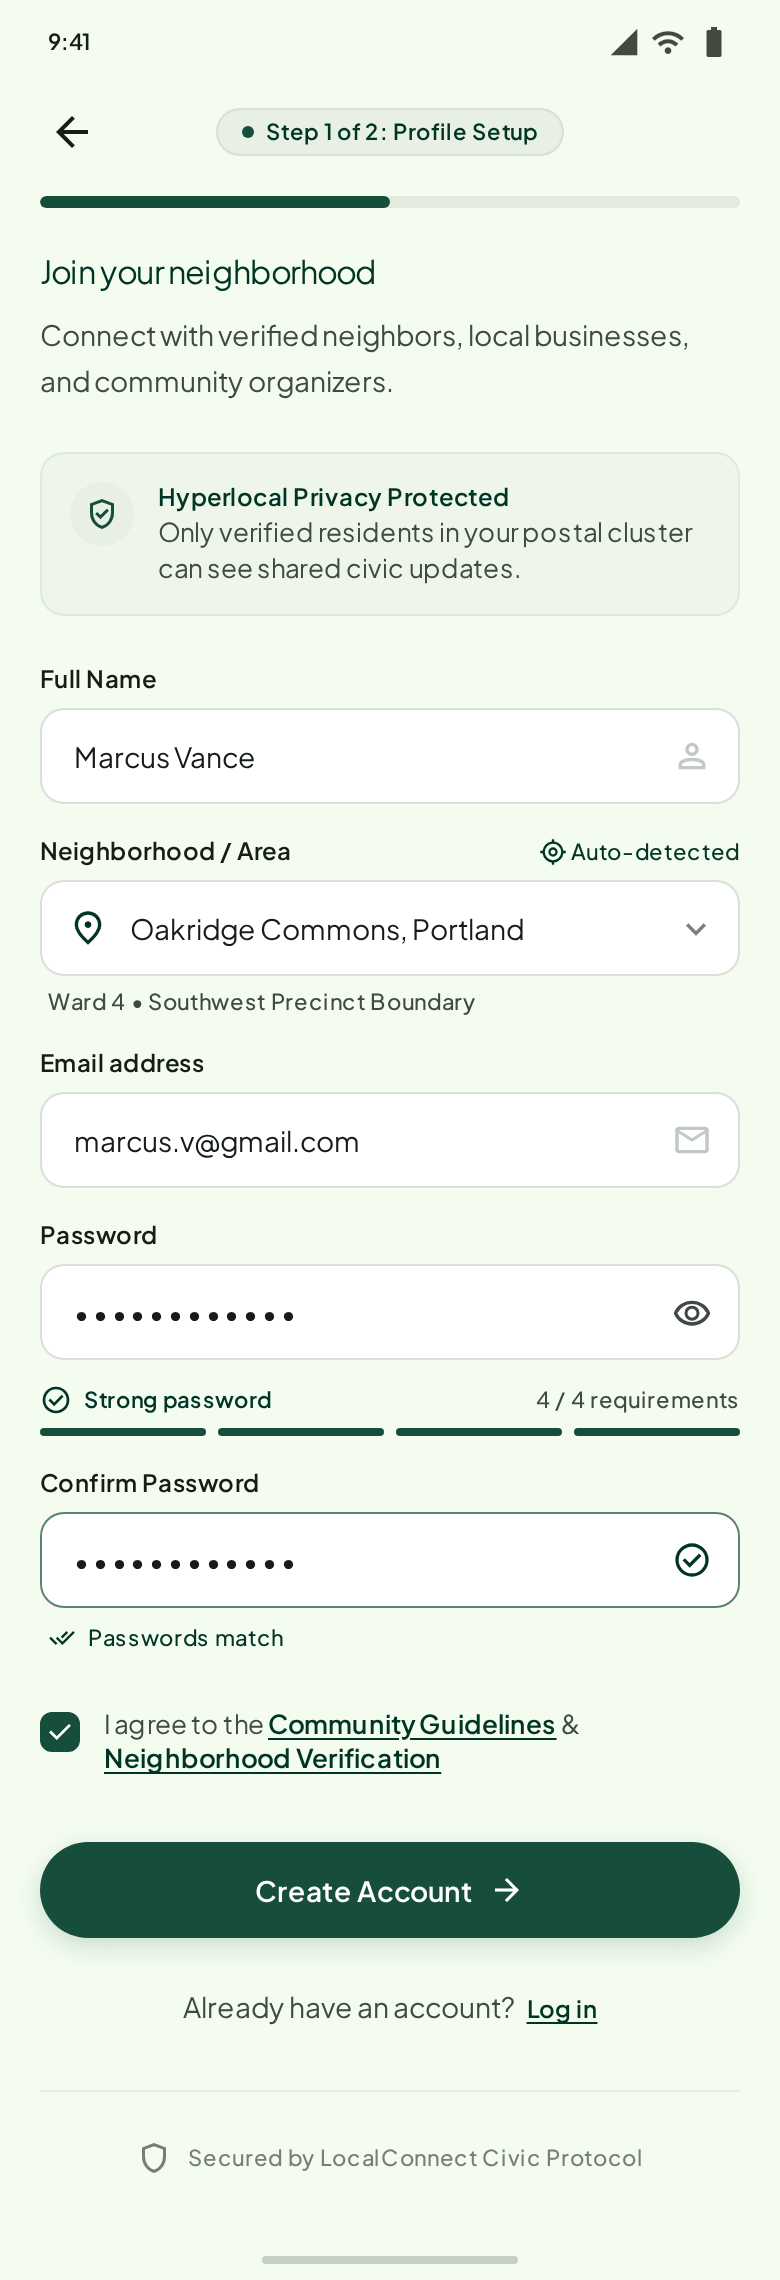 9:41
Step 1 of 2: Profile Setup
Join your neighborhood
Connect with verified neighbors, local businesses,
and community organizers.
Hyperlocal Privacy Protected
Only verified residents in your postal cluster
can see shared civic updates.
Full Name
Marcus Vance
Neighborhood / Area
Auto-detected
Oakridge Commons, Portland
Ward 4 • Southwest Precinct Boundary
Email address
marcus.v@gmail.com
Password
••••••••••••
Strong password
4 / 4 requirements
Confirm Password
••••••••••••
Passwords match
I agree to the Community Guidelines &
Neighborhood Verification
Create Account
Already have an account? Log in
Secured by LocalConnect Civic Protocol